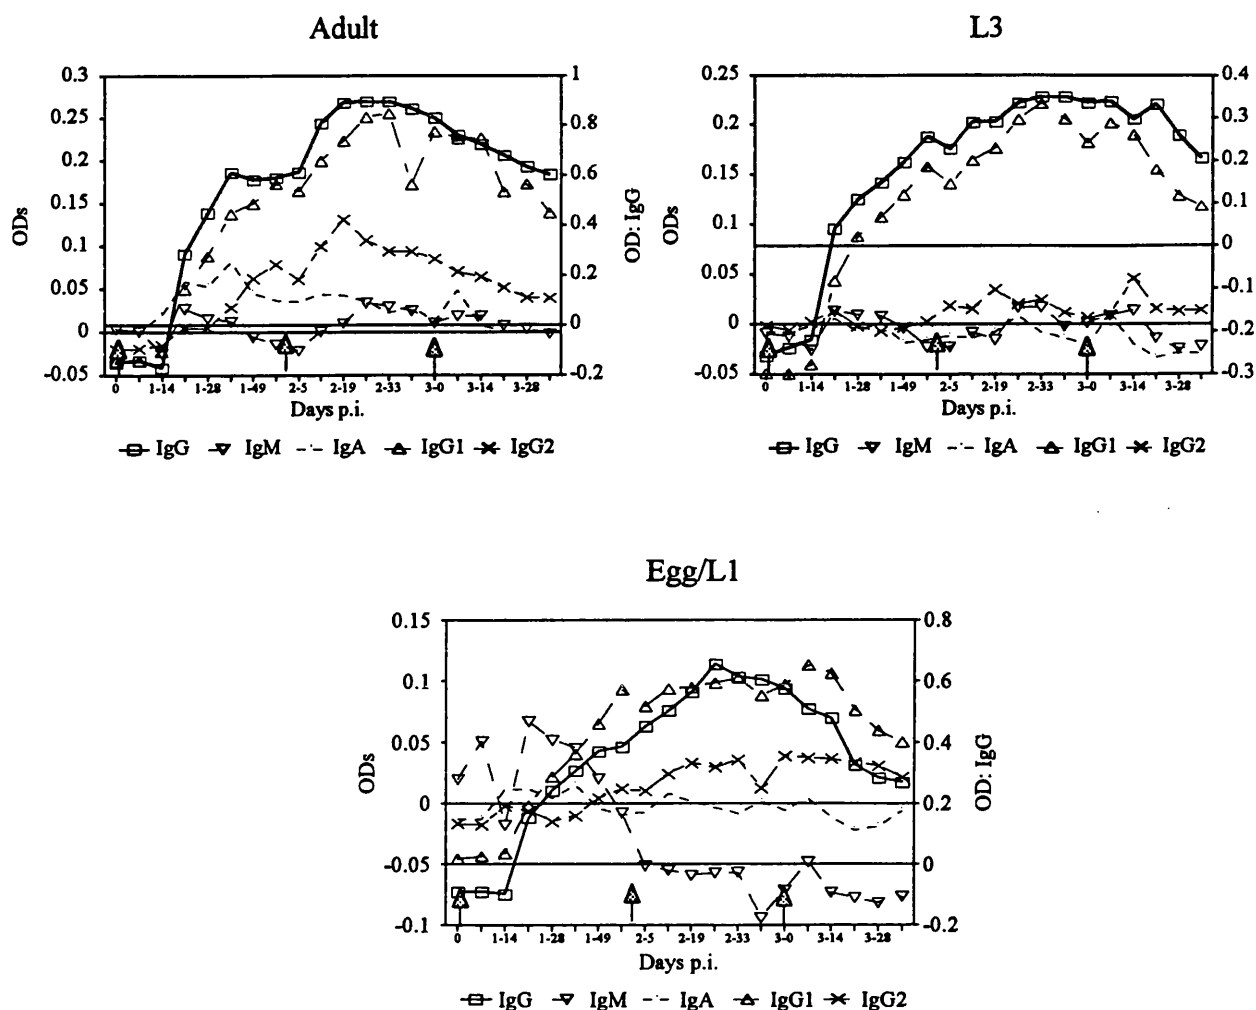 Adult
0.3
0.25
0.2
0.15
0.1
0.05
0
-0.05
ODs
1
0.8
0.6
0.4
0.2
0
-0.2
OD: IgG
0 1-14 1-28 1-49 2-5 2-19 2-33 3-0 3-14 3-28
Days p.i.
IgG IgM IgA IgG1 IgG2
L3
0.25
0.2
0.15
0.1
0.05
0
-0.05
ODs
0.4
0.3
0.2
0.1
0
-0.1
-0.2
-0.3
0 1-14 1-28 1-49 2-5 2-19 2-33 3-0 3-14 3-28
Days p.i.
IgG IgM IgA IgG1 IgG2
Egg/L1
0.15
0.1
0.05
0
-0.05
-0.1
ODs
0.8
0.6
0.4
0.2
0
-0.2
OD: IgG
0 1-14 1-28 1-49 2-5 2-19 2-33 3-0 3-14 3-28
Days p.i.
IgG IgM IgA IgG1 IgG2